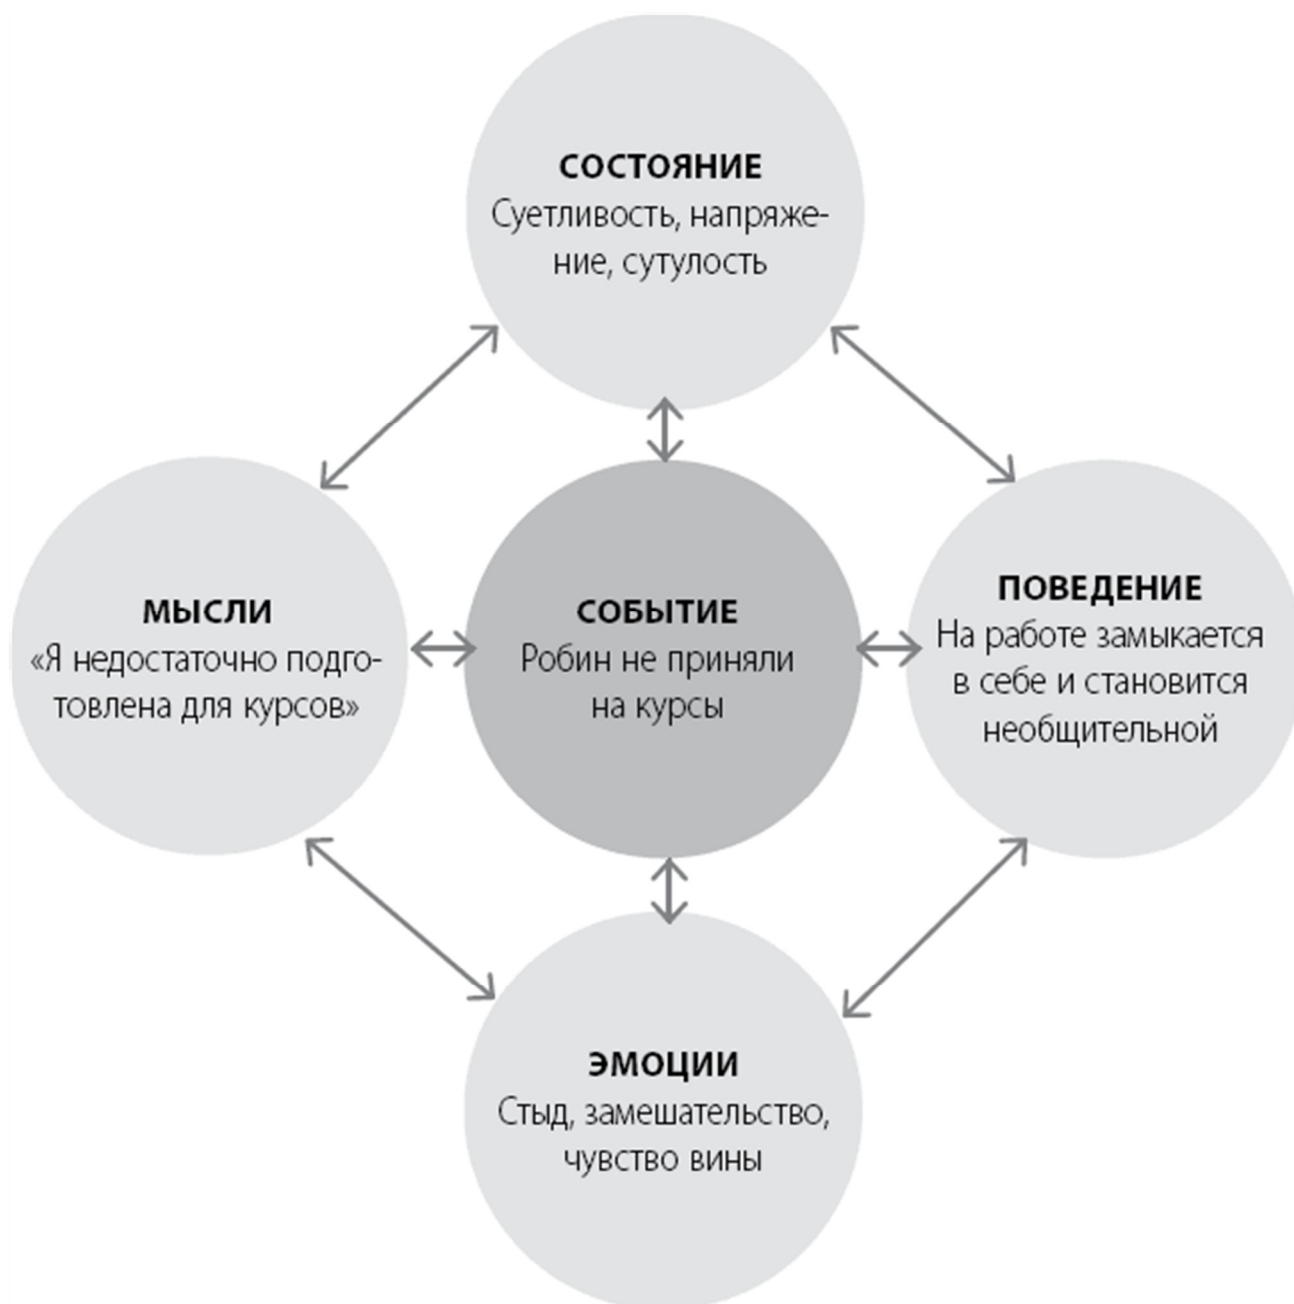 СОСТОЯНИЕ
Суетливость, напряже-
ние, сутулость
МЫСЛИ
«Я недостаточно подго-
товлена для курсов»
СОБЫТИЕ
Робин не приняли
на курсы
ПОВЕДЕНИЕ
На работе замыкается
в себе и становится
необщительной
ЭМОЦИИ
Стыд, замешательство,
чувство вины